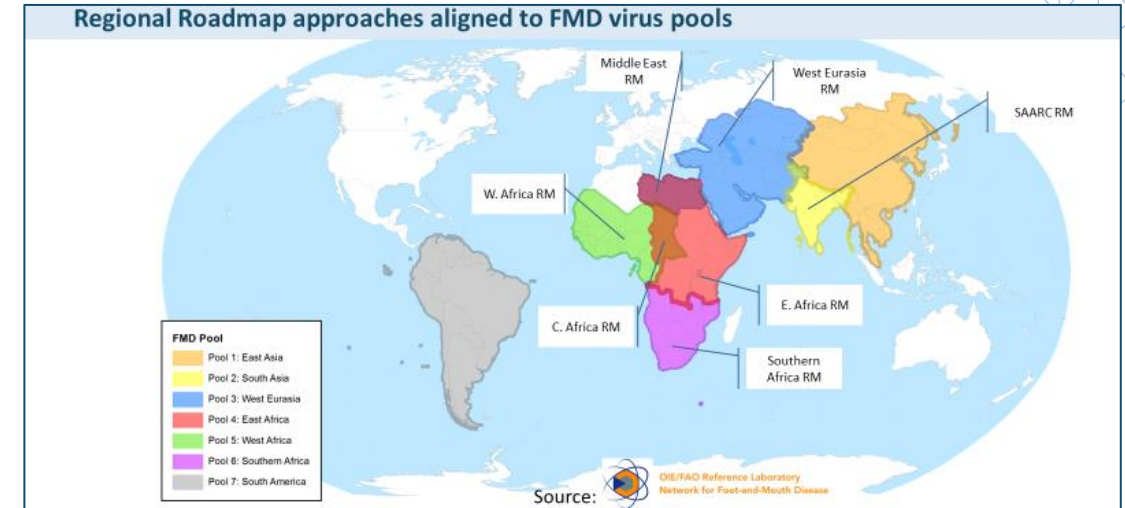 Regional Roadmap approaches aligned to FMD virus pools
Middle East
RM
West Eurasia
RM
SAARC RM
W. Africa RM
E. Africa RM
C. Africa RM
Southern
Africa RM
FMD Pool
Pool 1: East Asia
Pool 2: South Asia
Pool 3: West Eurasia
Pool 4: East Africa
Pool 5: West Africa
Pool 6: Southern Africa
Pool 7: South America
Source:
OIE/FAO Reference Laboratory
Network for Foot-and-Mouth Disease